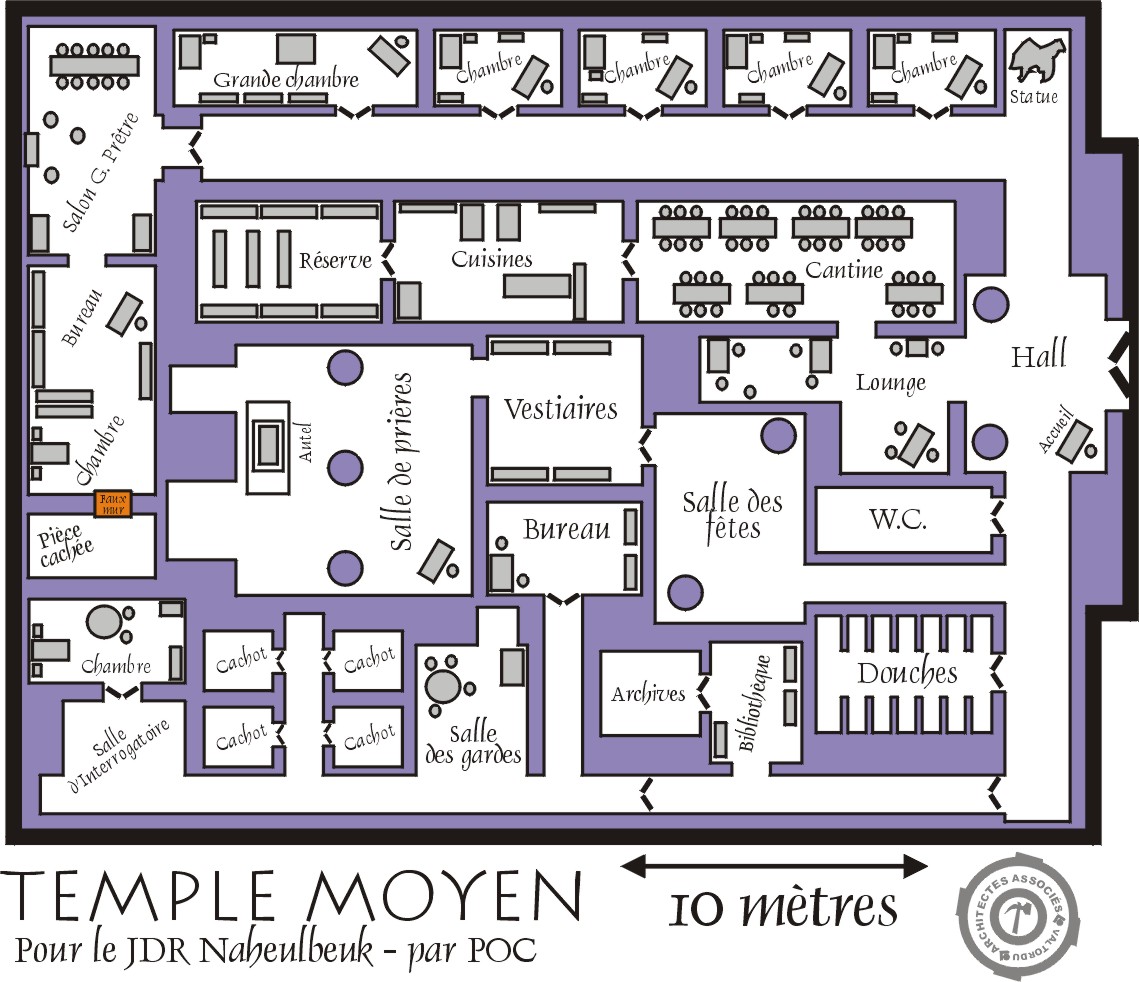 Grande chambre
Chambre
Chambre
Chambre
Chambre
Statue
Salon G. Prêtre
Réserve
Cuisines
Cantine
Bureau
Hall
Lounge
Vestiaires
Salle de prières
Autel
Accueil
Chambre
Faux
mur
Pièce
cachée
Bureau
Salle des
fêtes
W.C.
Chambre
Cachot
Cachot
Cachot
Cachot
Salle
d'Interrogatoire
Salle
des gardes
Archives
Bibliothèque
Douches
TEMPLE MOYEN
Pour le JDR Naheulbeuk - par POC
10 mètres
ARCHITECTES ASSOCIÉS
VALTORDU